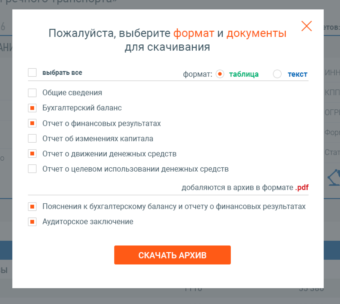 Пожалуйста, выберите формат и документы
для скачивания
выбрать все
формат: таблица текст
Общие сведения
Бухгалтерский баланс
Отчет о финансовых результатах
Отчет об изменениях капитала
Отчет о движении денежных средств
Отчет о целевом использовании денежных средств
добаляются в архив в формате .pdf
Пояснения к бухгалтерскому балансу и отчету о финансовых результатах
Аудиторское заключение
СКАЧАТЬ АРХИВ